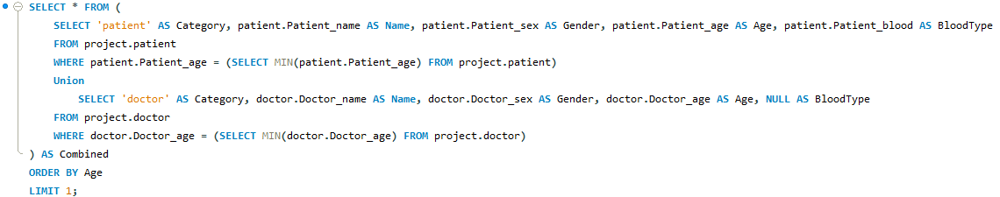 SELECT * FROM (
SELECT 'patient' AS Category, patient.Patient_name AS Name, patient.Patient_sex AS Gender, patient.Patient_age AS Age, patient.Patient_blood AS BloodType
FROM project.patient
WHERE patient.Patient_age = (SELECT MIN(patient.Patient_age) FROM project.patient)
Union
SELECT 'doctor' AS Category, doctor.Doctor_name AS Name, doctor.Doctor_sex AS Gender, doctor.Doctor_age AS Age, NULL AS BloodType
FROM project.doctor
WHERE doctor.Doctor_age = (SELECT MIN(doctor.Doctor_age) FROM project.doctor)
) AS Combined
ORDER BY Age
LIMIT 1;